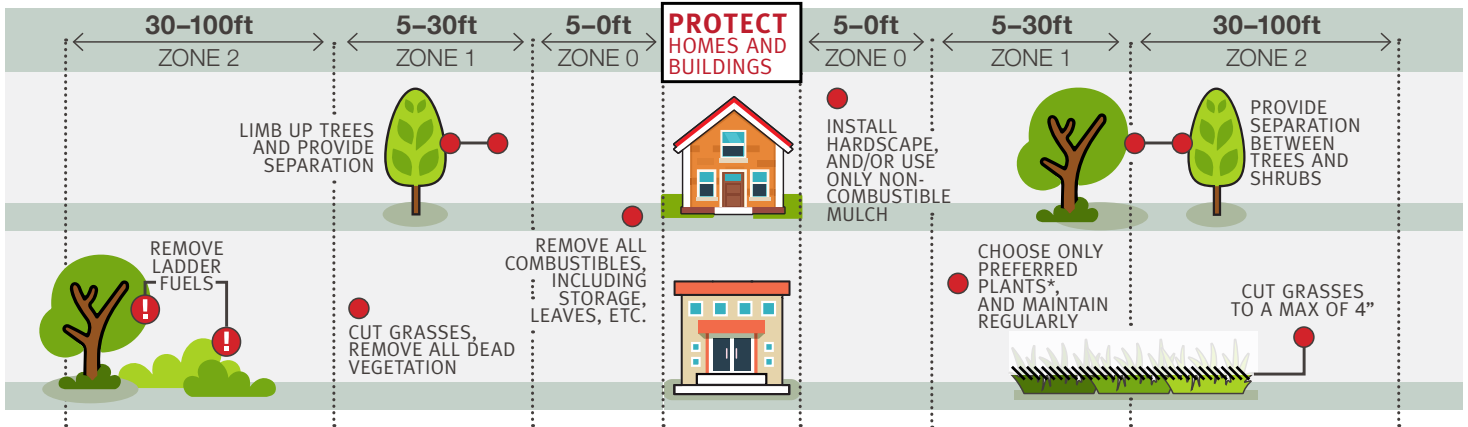 30–100ft
ZONE 2
5–30ft
ZONE 1
5–0ft
ZONE 0
PROTECT
HOMES AND
BUILDINGS
5–0ft
ZONE 0
5–30ft
ZONE 1
30–100ft
ZONE 2
LIMB UP TREES
AND PROVIDE
SEPARATION
INSTALL
HARDSCAPE,
AND/OR USE
ONLY NON-
COMBUSTIBLE
MULCH
PROVIDE
SEPARATION
BETWEEN
TREES AND
SHRUBS
REMOVE
LADDER
FUELS
!
!
CUT GRASSES,
REMOVE ALL DEAD
VEGETATION
REMOVE ALL
COMBUSTIBLES,
INCLUDING
STORAGE,
LEAVES, ETC.
CHOOSE ONLY
PREFERRED
PLANTS*,
AND MAINTAIN
REGULARLY
CUT GRASSES
TO A MAX OF 4”